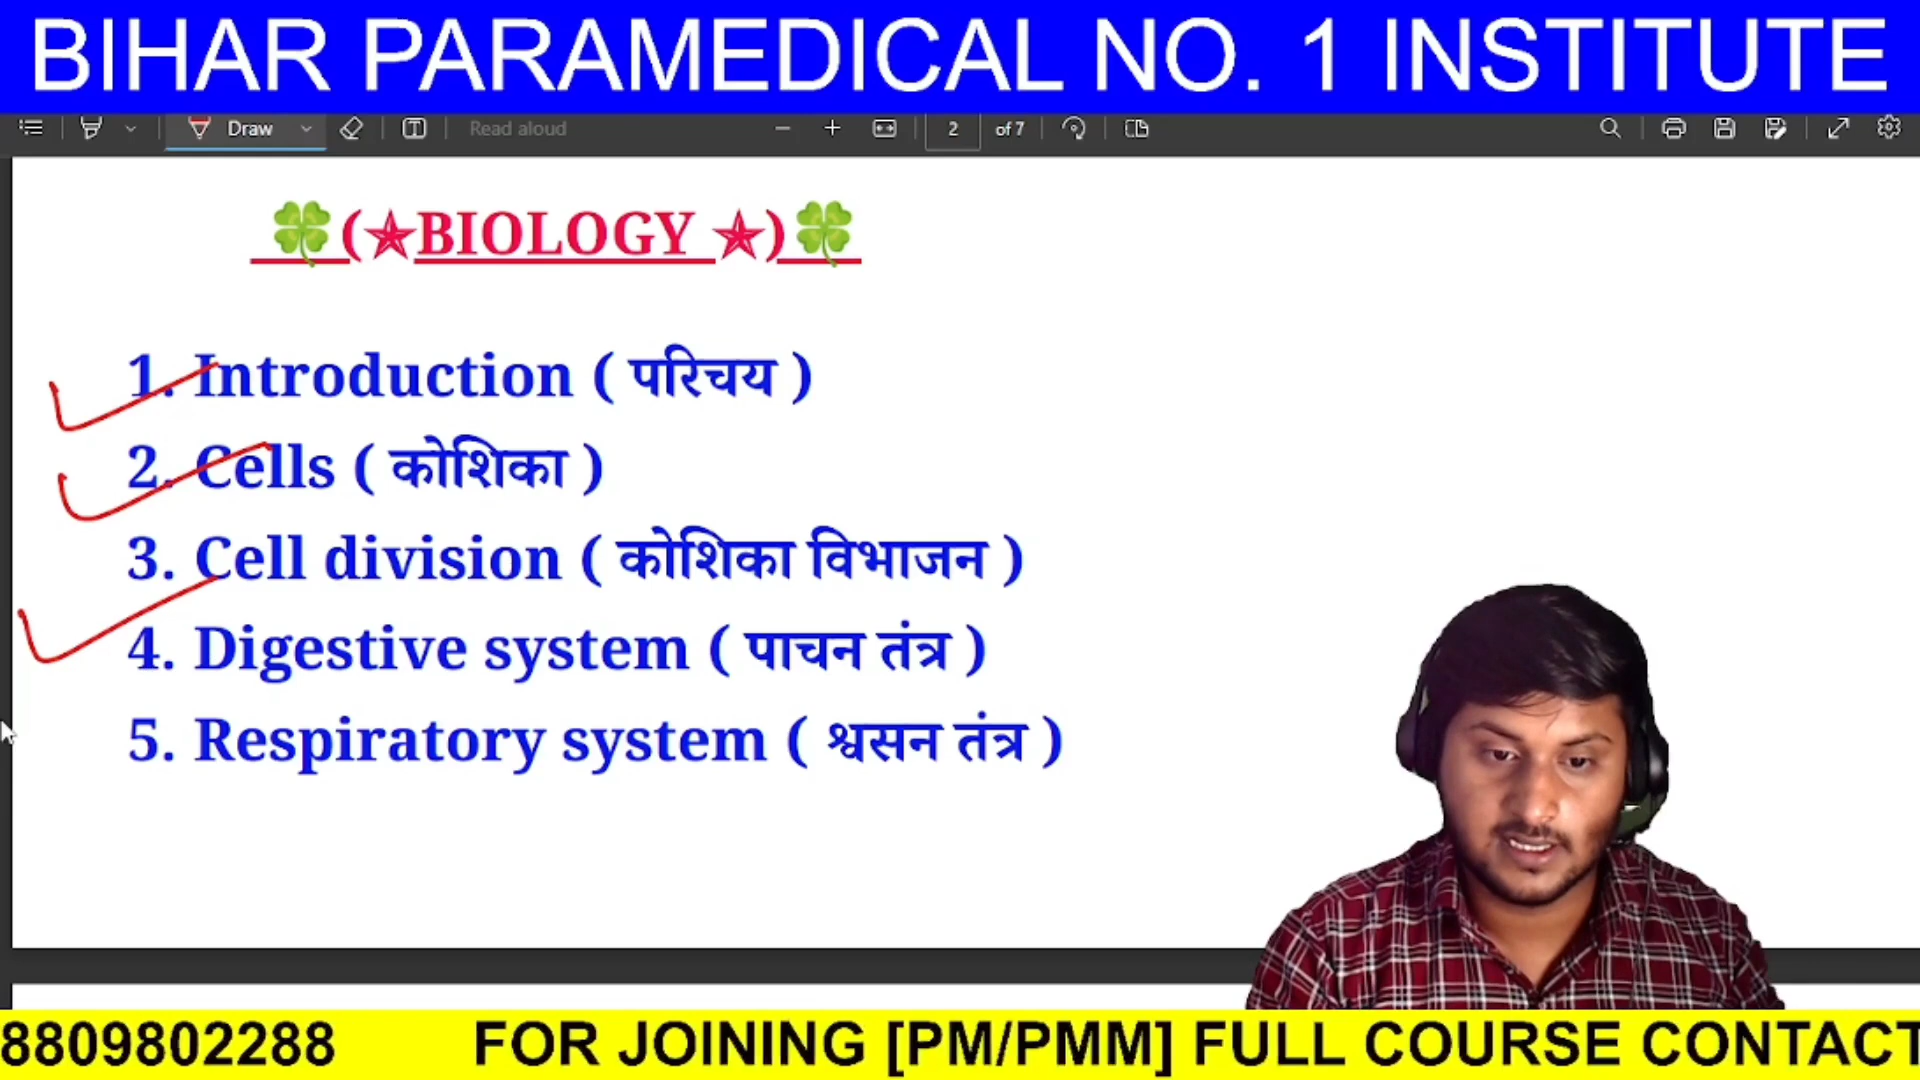 BIHAR PARAMEDICAL NO. 1 INSTITUTE
Draw Read aloud 2 of 7
🍀(★BIOLOGY ★)🍀
1. Introduction ( परिचय )
2. Cells ( कोशिका )
3. Cell division ( कोशिका विभाजन )
4. Digestive system ( पाचन तंत्र )
5. Respiratory system ( श्वसन तंत्र )
8809802288 FOR JOINING [PM/PMM] FULL COURSE CONTACT